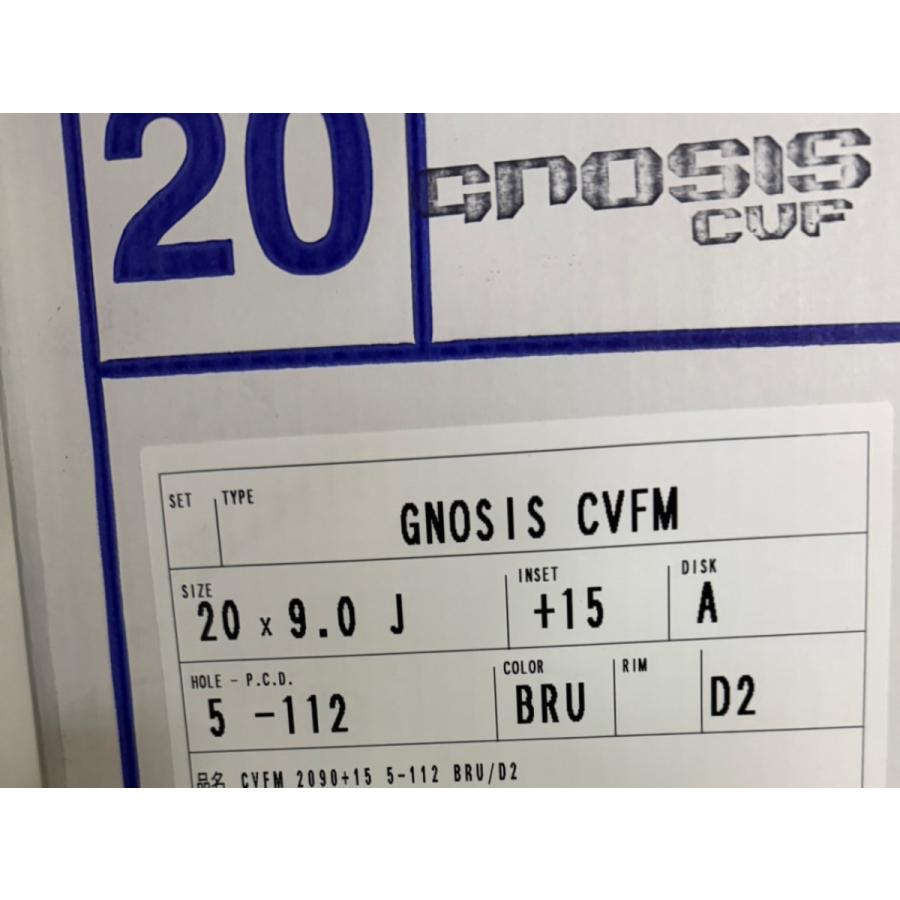 20
GNOSIS
CVF
SET TYPE
GNOSIS CVFM
SIZE INSET DISK
20 x 9.0 J +15 A
HOLE - P.C.D. COLOR RIM
5 -112 BRU D2
品名 CVFM 2090+15 5-112 BRU/D2